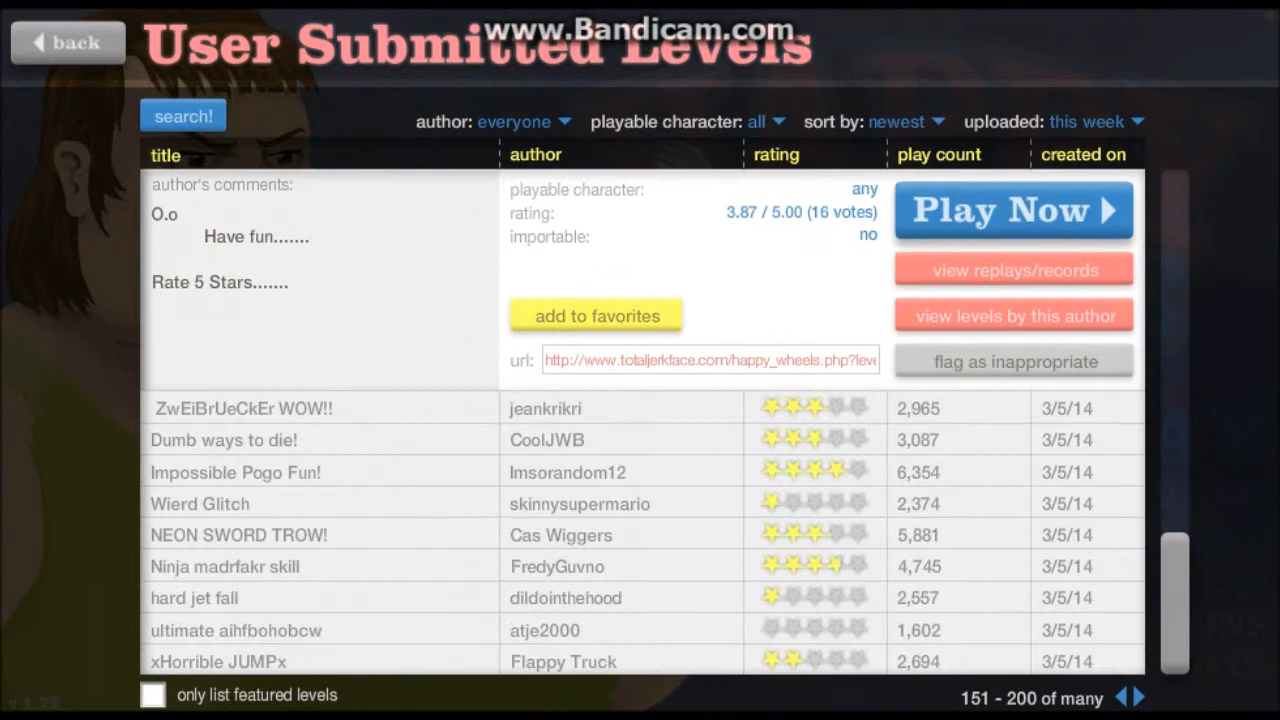 www.Bandicam.com
back
User Submitted Levels
search!
author: everyone playable character: all sort by: newest uploaded: this week
title author rating play count created on
author's comments:
O.o
Have fun.......
Rate 5 Stars.......
playable character: any
rating: 3.87 / 5.00 (16 votes)
importable: no
add to favorites
url: http://www.totaljerkface.com/happy_wheels.php?leve
Play Now
view replays/records
view levels by this author
flag as inappropriate
ZwEiBrUeCkEr WOW!! jeankrikri 2,965 3/5/14
Dumb ways to die! CoolJWB 3,087 3/5/14
Impossible Pogo Fun! Imsorandom12 6,354 3/5/14
Wierd Glitch skinnysupermario 2,374 3/5/14
NEON SWORD TROW! Cas Wiggers 5,881 3/5/14
Ninja madrfakr skill FredyGuvno 4,745 3/5/14
hard jet fall dildointhehood 2,557 3/5/14
ultimate aihfbohobcw atje2000 1,602 3/5/14
xHorrible JUMPx Flappy Truck 2,694 3/5/14
only list featured levels
151 - 200 of many